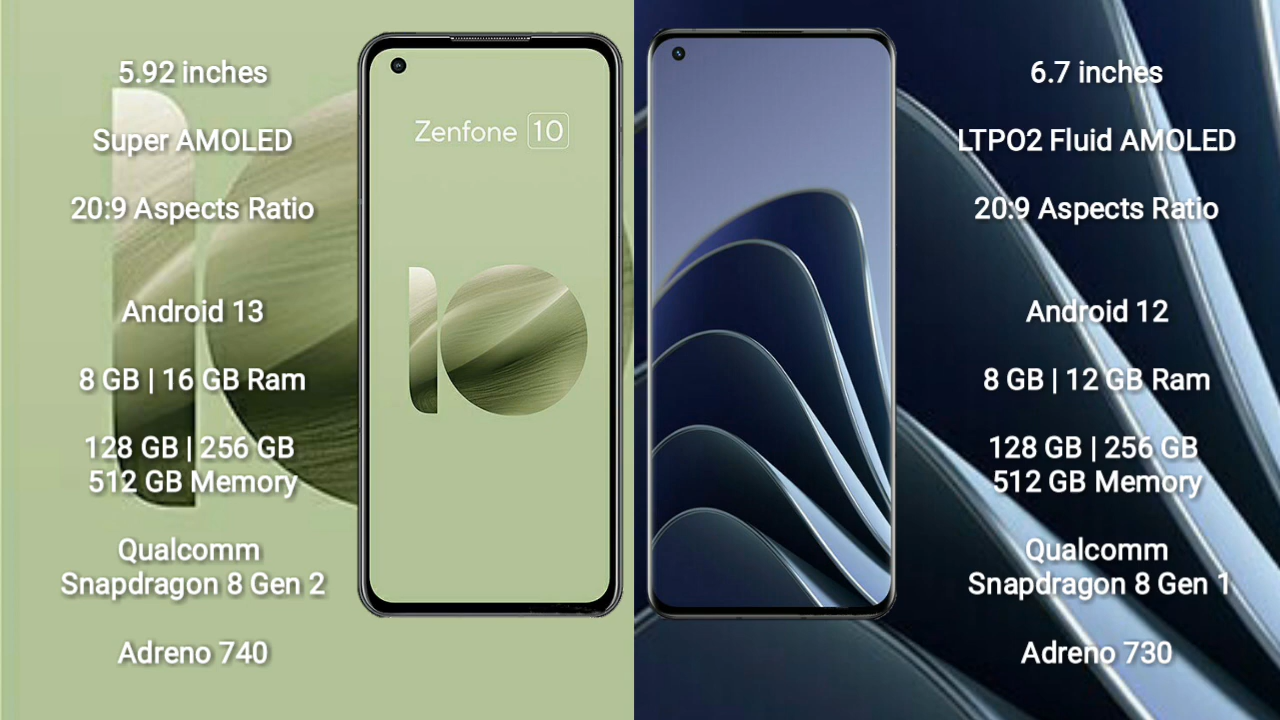 5.92 inches
Super AMOLED
20:9 Aspects Ratio
Android 13
8 GB | 16 GB Ram
128 GB | 256 GB
512 GB Memory
Qualcomm
Snapdragon 8 Gen 2
Adreno 740
Zenfone 10
10
10
6.7 inches
LTPO2 Fluid AMOLED
20:9 Aspects Ratio
Android 12
8 GB | 12 GB Ram
128 GB | 256 GB
512 GB Memory
Qualcomm
Snapdragon 8 Gen 1
Adreno 730